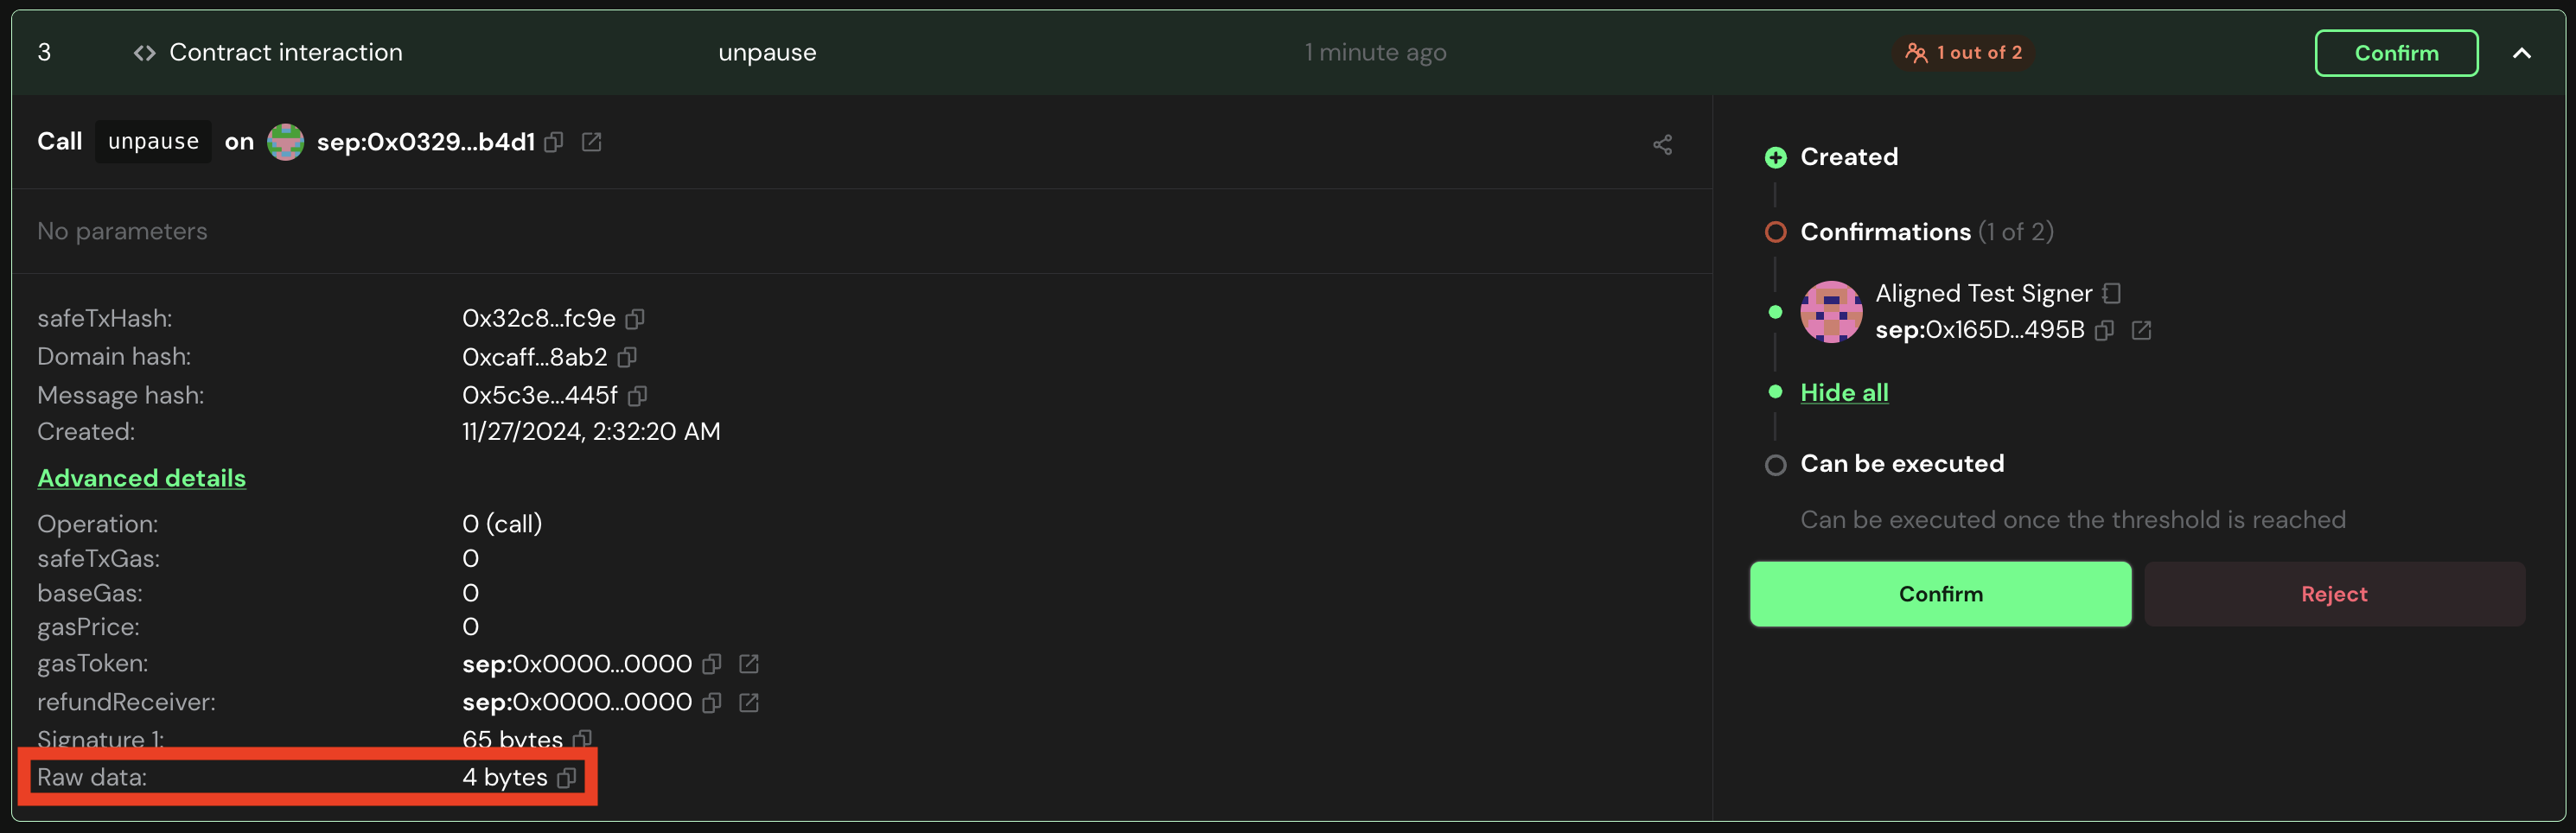 3 Contract interaction unpause 1 minute ago 1 out of 2 Confirm
Call unpause on sep:0x0329...b4d1
No parameters
safeTxHash: 0x32c8...fc9e
Domain hash: 0xcaff...8ab2
Message hash: 0x5c3e...445f
Created: 11/27/2024, 2:32:20 AM
Advanced details
Operation: 0 (call)
safeTxGas: 0
baseGas: 0
gasPrice: 0
gasToken: sep:0x0000...0000
refundReceiver: sep:0x0000...0000
Signature 1: 65 bytes
Raw data: 4 bytes
Created
Confirmations (1 of 2)
Aligned Test Signer
sep:0x165D...495B
Hide all
Can be executed
Can be executed once the threshold is reached
Confirm Reject